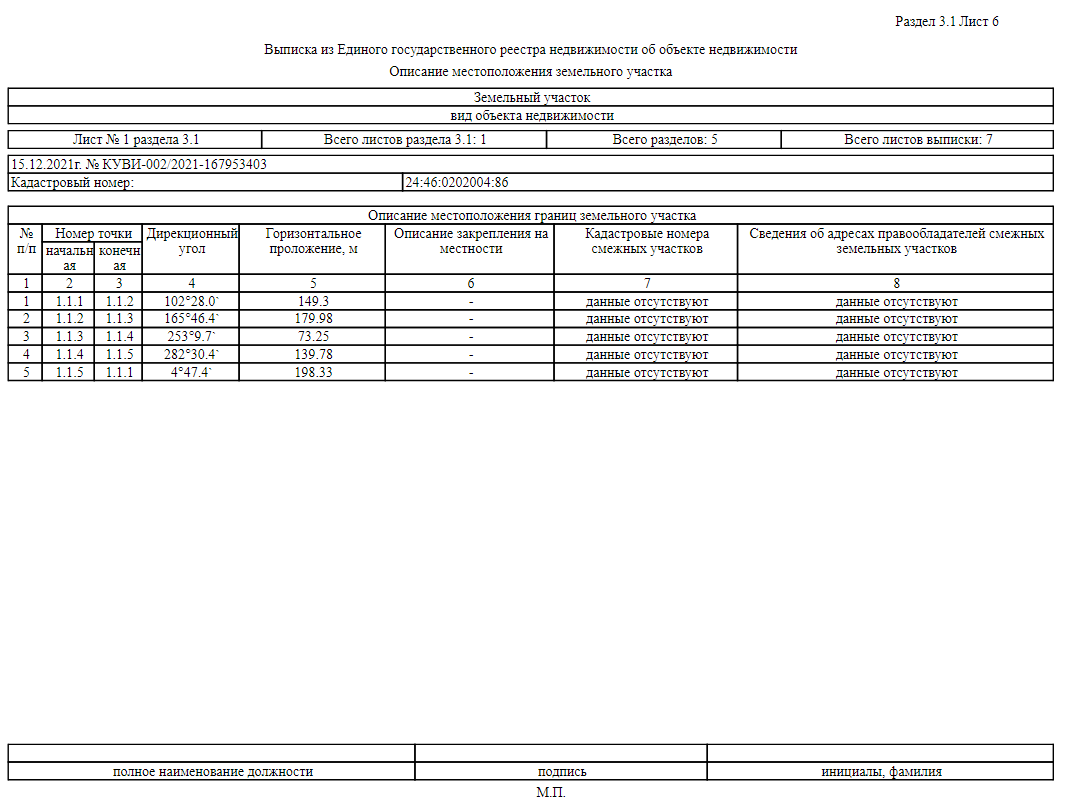 Раздел 3.1 Лист 6
Выписка из Единого государственного реестра недвижимости об объекте недвижимости
Описание местоположения земельного участка
Земельный участок
вид объекта недвижимости
Лист № 1 раздела 3.1 Всего листов раздела 3.1: 1 Всего разделов: 5 Всего листов выписки: 7
15.12.2021г. № КУВИ-002/2021-167953403
Кадастровый номер: 24:46:0202004:86
Описание местоположения границ земельного участка
№ Номер точки Дирекционный Горизонтальное Описание закрепления на Кадастровые номера Сведения об адресах правообладателей смежных
п/п начальн конечн угол проложение, м местности смежных участков земельных участков
ая ая
1 2 3 4 5 6 7 8
1 1.1.1 1.1.2 102°28.0` 149.3 - данные отсутствуют данные отсутствуют
2 1.1.2 1.1.3 165°46.4` 179.98 - данные отсутствуют данные отсутствуют
3 1.1.3 1.1.4 253°9.7` 73.25 - данные отсутствуют данные отсутствуют
4 1.1.4 1.1.5 282°30.4` 139.78 - данные отсутствуют данные отсутствуют
5 1.1.5 1.1.1 4°47.4` 198.33 - данные отсутствуют данные отсутствуют
полное наименование должности подпись инициалы, фамилия
М.П.